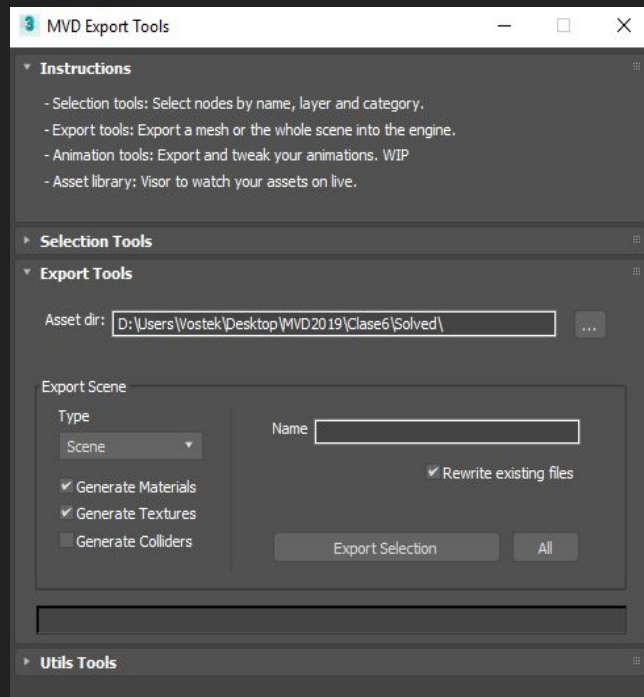 3 MVD Export Tools
Instructions
- Selection tools: Select nodes by name, layer and category.
- Export tools: Export a mesh or the whole scene into the engine.
- Animation tools: Export and tweak your animations. WIP
- Asset library: Visor to watch your assets on live.
Selection Tools
Export Tools
Asset dir: D:\Users\Vostek\Desktop\MVD2019\Clase6\Solved\ ...
Export Scene
Type
Scene
Name
Rewrite existing files
Generate Materials
Generate Textures
Generate Colliders
Export Selection All
Utils Tools